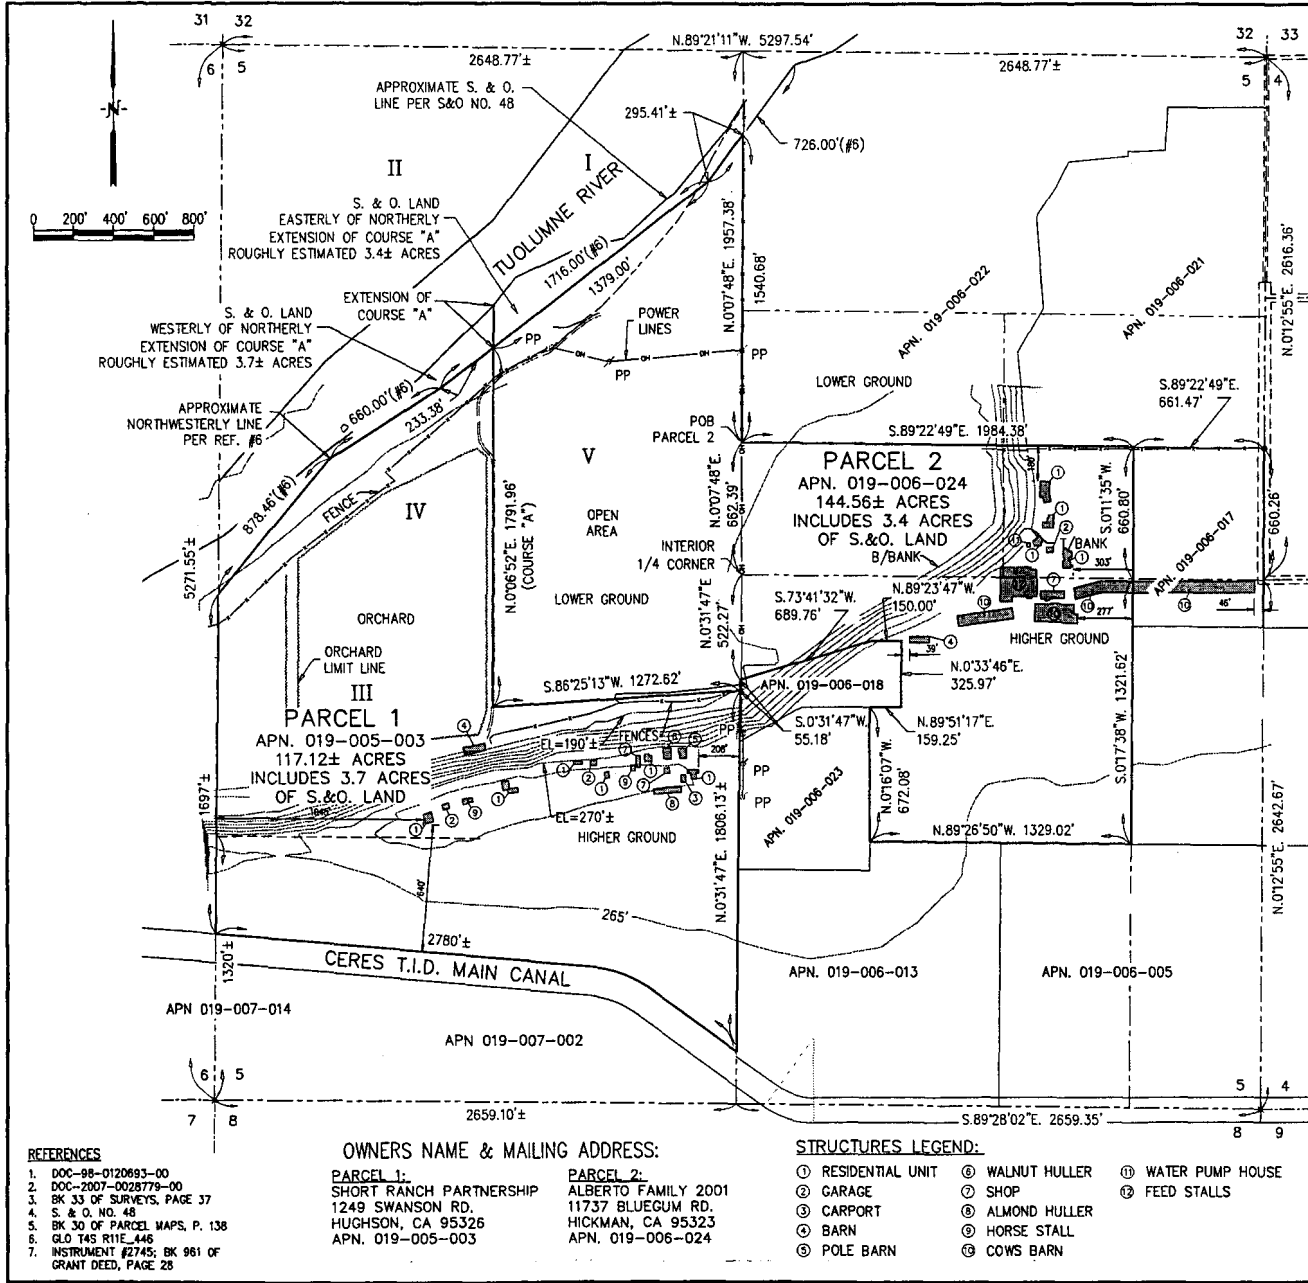 31 32
6 5
N.89°21'11"W. 5297.54'
2648.77'±
2648.77'±
32 33
5 4
-N-
0 200' 400' 600' 800'
APPROXIMATE S. & O.
LINE PER S&O NO. 48
295.41'±
726.00'(#6)
I
II
TUOLUMNE RIVER
S. & O. LAND
EASTERLY OF NORTHERLY
EXTENSION OF COURSE "A"
ROUGHLY ESTIMATED 3.4± ACRES
1716.00'(#6)
1379.00'
N.0°07'48"E. 1957.38'
1540.68'
APN. 019-006-022
APN. 019-006-021
N.0°12'55"E. 2616.36'
EXTENSION OF
COURSE "A"
S. & O. LAND
WESTERLY OF NORTHERLY
EXTENSION OF COURSE "A"
ROUGHLY ESTIMATED 3.7± ACRES
PP
POWER
LINES
PP
PP
LOWER GROUND
S.89°22'49"E.
661.47'
APPROXIMATE
NORTHWESTERLY LINE
PER REF. #6
660.00'(#6)
233.38'
POB
PARCEL 2
S.89°22'49"E. 1984.38'
878.46'(#6)
FENCE
IV
V
OPEN
AREA
N.0°06'52"E. 1791.96'
(COURSE "A")
N.0°07'48"E.
662.39'
PARCEL 2
APN. 019-006-024
144.56± ACRES
INCLUDES 3.4 ACRES
OF S.&O. LAND
B/BANK
T/BANK
S.0°11'35"W.
660.80'
APN. 019-006-017
660.26'
5271.55'±
INTERIOR
1/4 CORNER
LOWER GROUND
ORCHARD
ORCHARD
LIMIT LINE
N.0°31'47"E
522.27'
S.73°41'32"W.
689.76'
N.89°23'47"W.
150.00'
303'
277'
46'
39'
HIGHER GROUND
N.0°33'46"E.
325.97'
S.86°25'13"W. 1272.62'
APN. 019-006-018
III
PARCEL 1
APN. 019-005-003
117.12± ACRES
INCLUDES 3.7 ACRES
OF S.&O. LAND
EL=190'±
FENCES
S.0°31'47"W.
55.18'
N.89°51'17"E.
159.25'
S.0°17'38"W. 1321.62'
PP
206'
PP
PP
APN. 019-006-023
N.0°16'07"W.
672.08'
1697'±
1645'
EL=270'±
HIGHER GROUND
N.89°26'50"W. 1329.02'
N.0°31'47"E. 1806.13'±
N.0°12'55"E. 2642.67'
640'
265'
2780'±
1320'±
CERES T.I.D. MAIN CANAL
APN. 019-006-013
APN. 019-006-005
APN 019-007-014
APN 019-007-002
6 5
7 8
2659.10'±
S.89°28'02"E. 2659.35'
5 4
8 9
REFERENCES
1. DOC-98-0120693-00
2. DOC-2007-0028779-00
3. BK 33 OF SURVEYS, PAGE 37
4. S. & O. NO. 48
5. BK 30 OF PARCEL MAPS, P. 138
6. GLO T4S R11E_446
7. INSTRUMENT #2745; BK 961 OF
GRANT DEED, PAGE 28
OWNERS NAME & MAILING ADDRESS:
PARCEL 1:
SHORT RANCH PARTNERSHIP
1249 SWANSON RD.
HUGHSON, CA 95326
APN. 019-005-003
PARCEL 2:
ALBERTO FAMILY 2001
11737 BLUEGUM RD.
HICKMAN, CA 95323
APN. 019-006-024
STRUCTURES LEGEND:
① RESIDENTIAL UNIT
② GARAGE
③ CARPORT
④ BARN
⑤ POLE BARN
⑥ WALNUT HULLER
⑦ SHOP
⑧ ALMOND HULLER
⑨ HORSE STALL
⑩ COWS BARN
⑪ WATER PUMP HOUSE
⑫ FEED STALLS